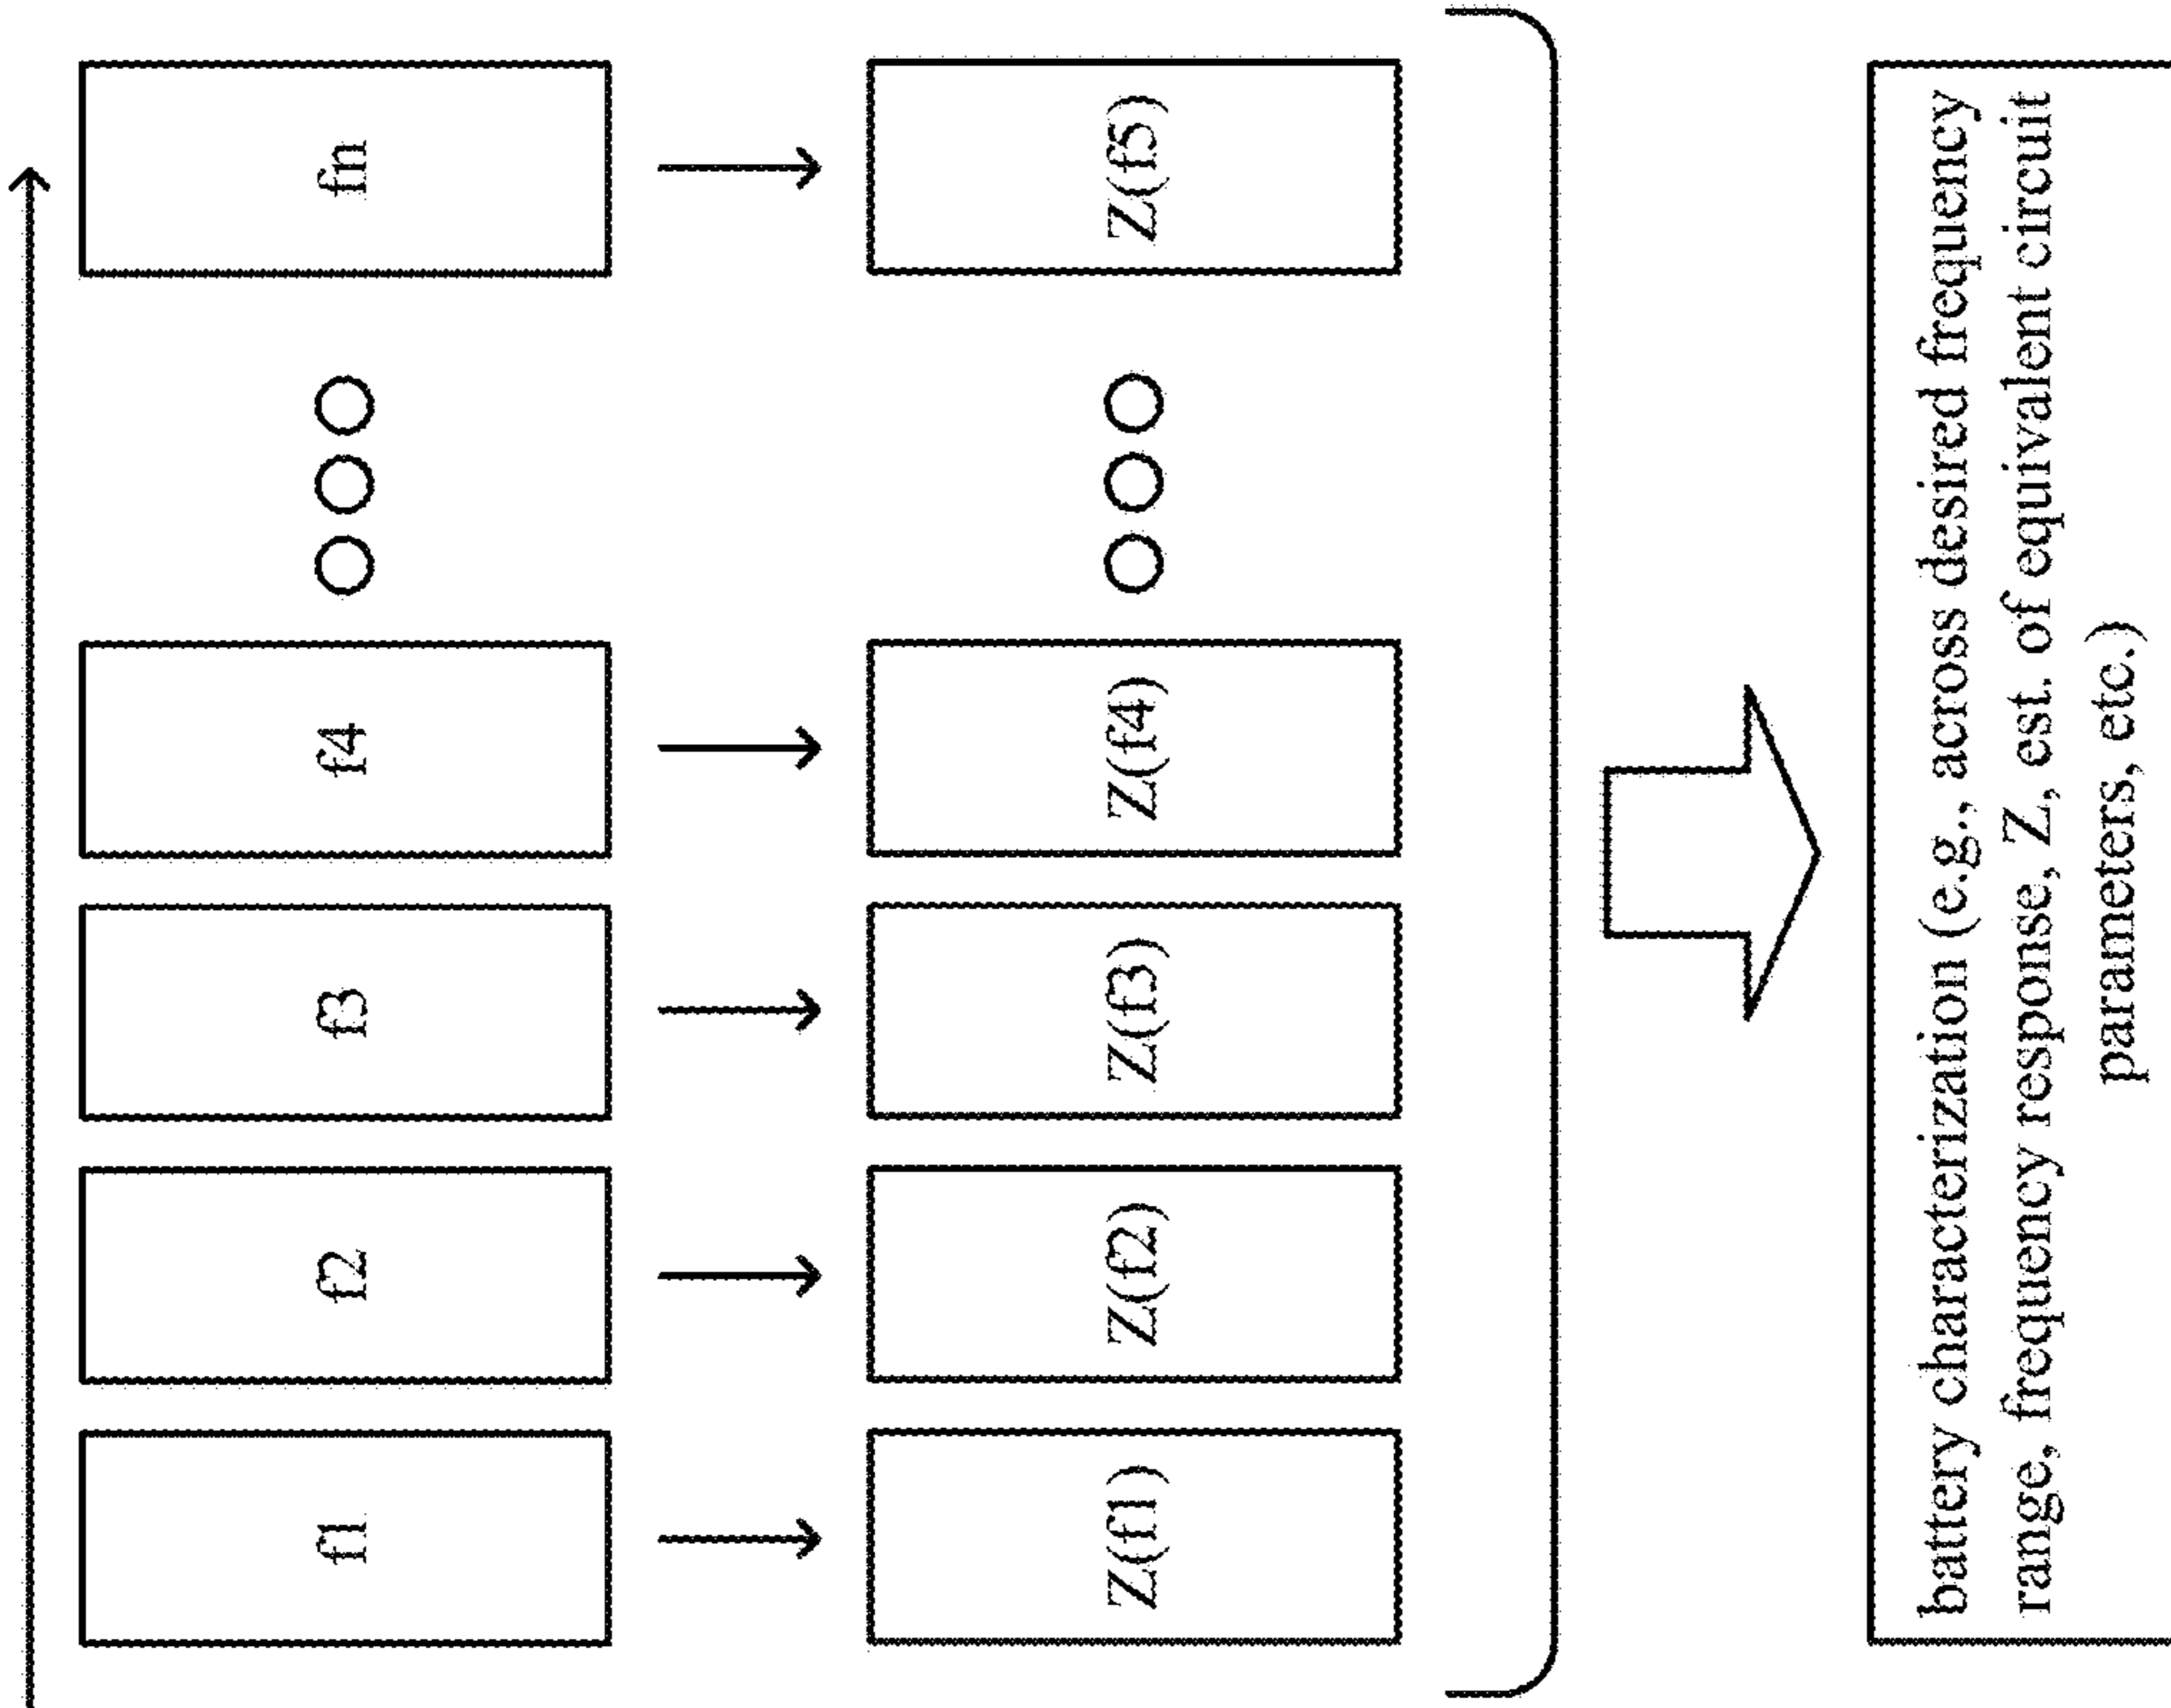 f1
f2
f3
f4
fn
Z(f1)
Z(f2)
Z(f3)
Z(f4)
Z(f5)
battery characterization (e.g., across desired frequency
range, frequency response, Z, est. of equivalent circuit
parameters, etc.)